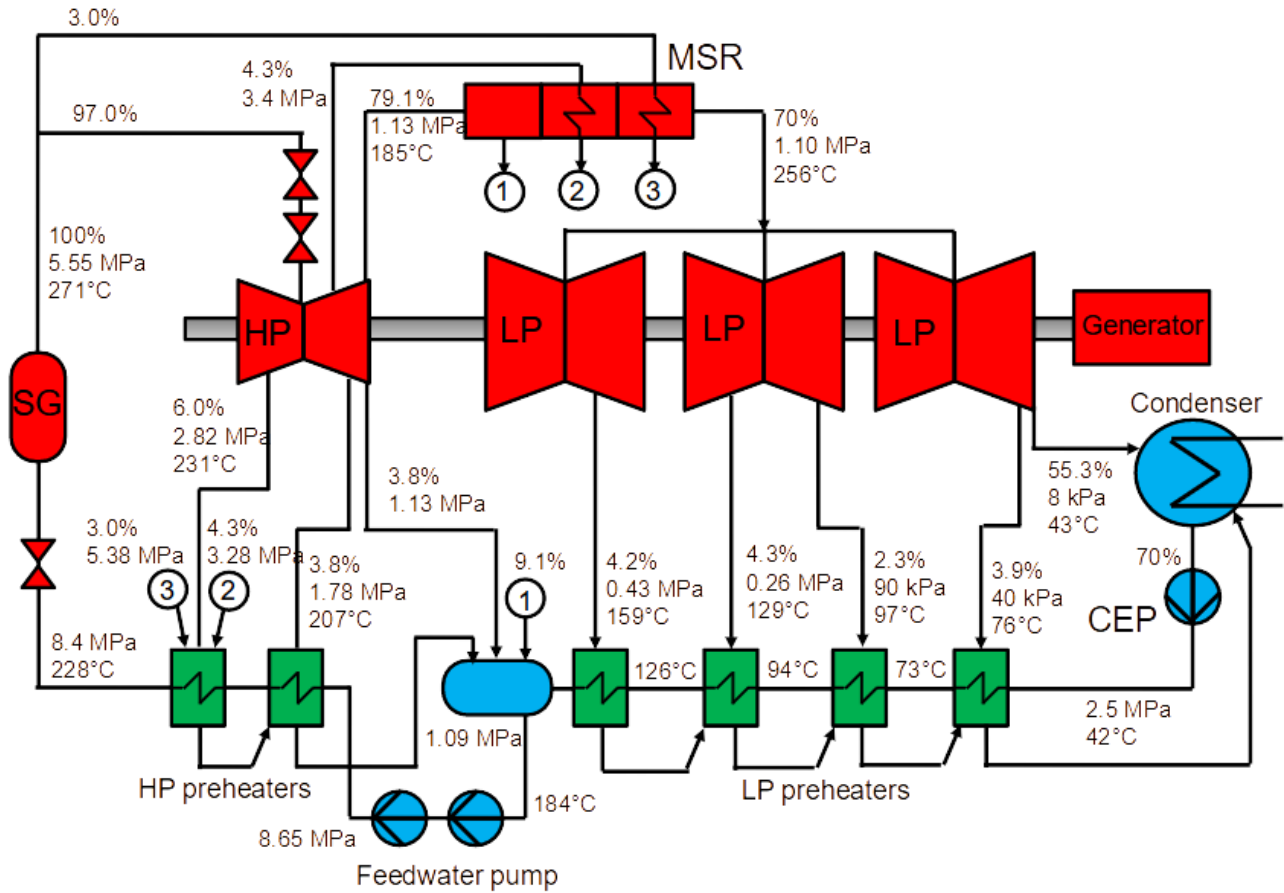 3.0%
MSR
4.3%
3.4 MPa
97.0%
79.1%
1.13 MPa
185°C
70%
1.10 MPa
256°C
1
2
3
100%
5.55 MPa
271°C
HP
LP
LP
LP
Generator
SG
Condenser
6.0%
2.82 MPa
231°C
3.8%
1.13 MPa
55.3%
8 kPa
43°C
3.0%
5.38 MPa
4.3%
3.28 MPa
3.8%
1.78 MPa
207°C
9.1%
4.2%
0.43 MPa
159°C
4.3%
0.26 MPa
129°C
2.3%
90 kPa
97°C
3.9%
40 kPa
76°C
70%
CEP
3
2
1
8.4 MPa
228°C
126°C
94°C
73°C
2.5 MPa
42°C
1.09 MPa
HP preheaters
LP preheaters
184°C
8.65 MPa
Feedwater pump